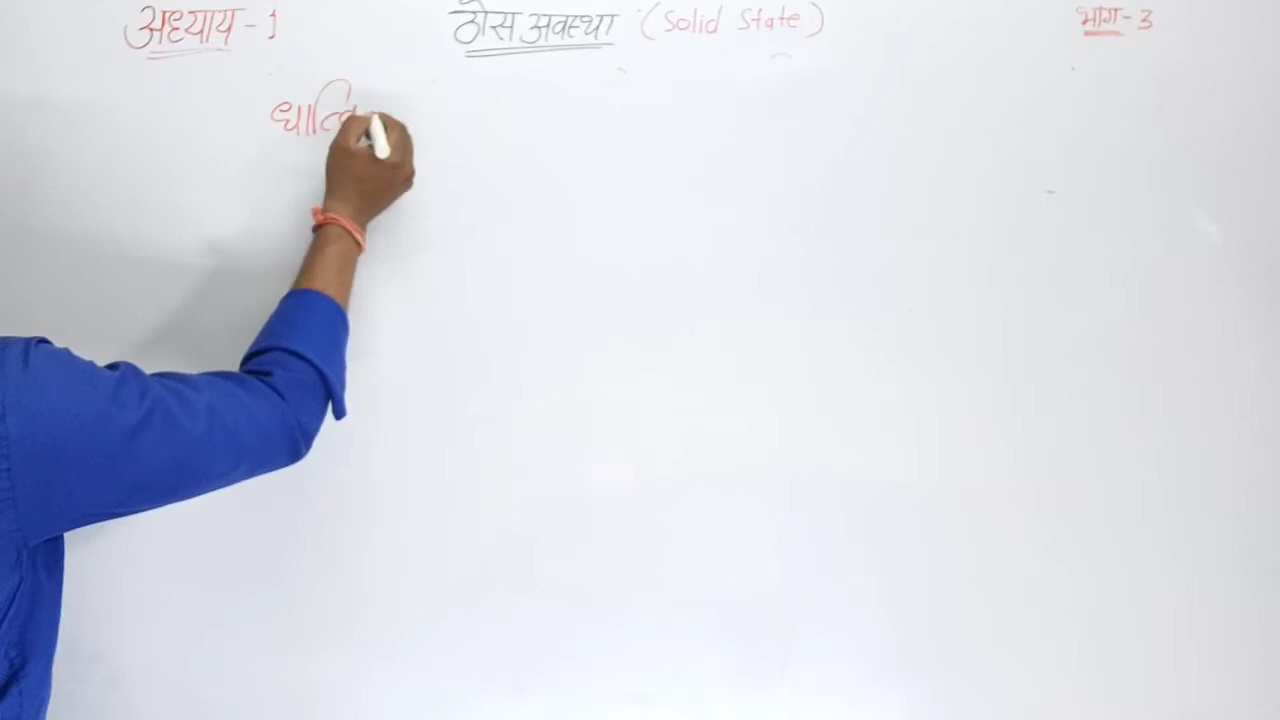 अध्याय - 1 ठोस अवस्था (Solid State) भाग - 3